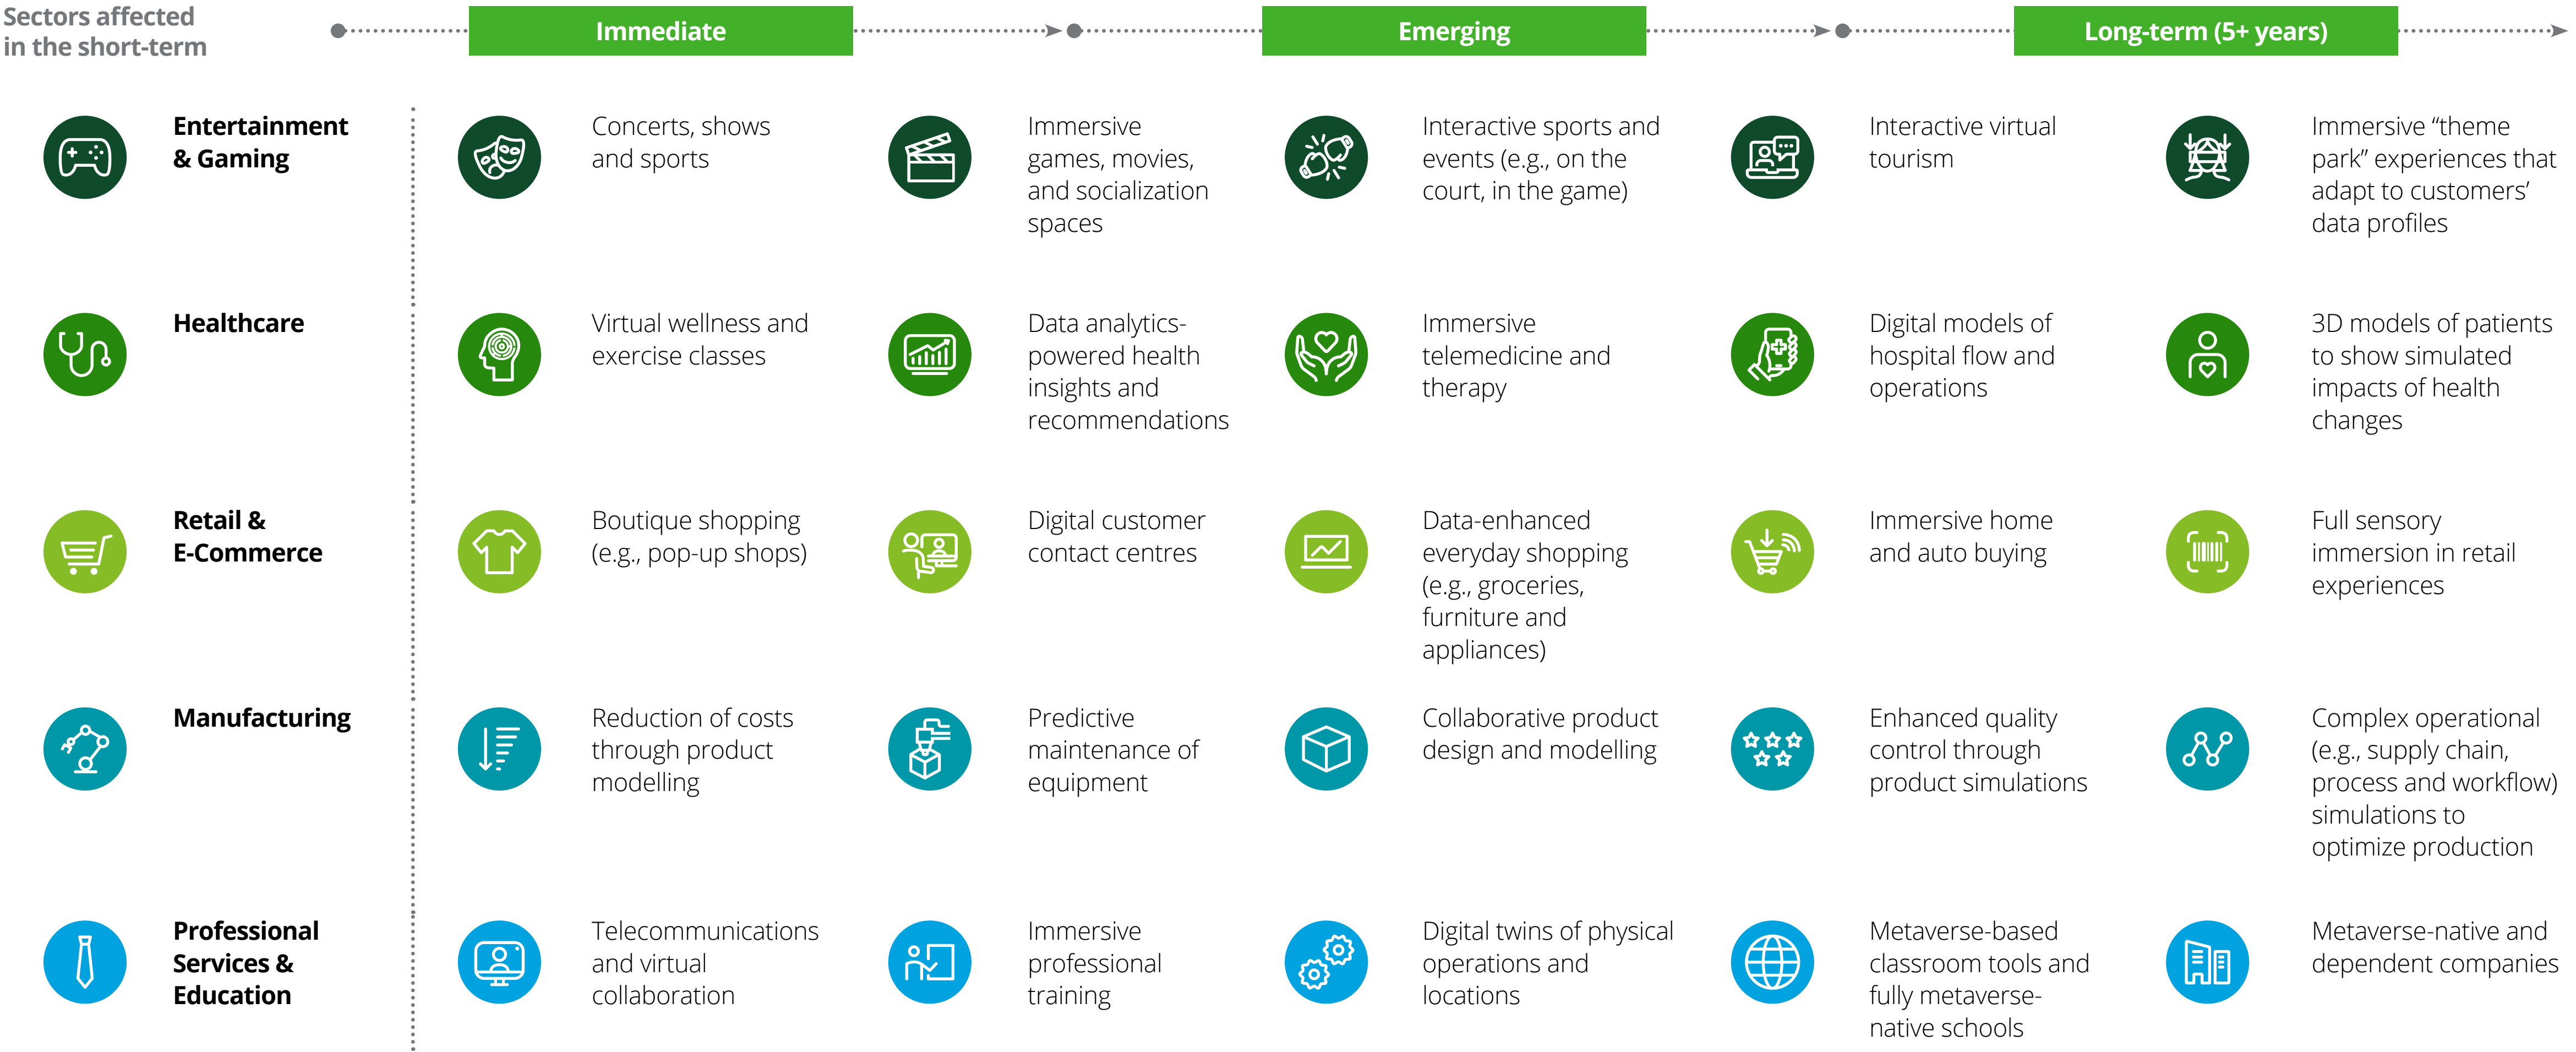 Sectors affected
in the short-term
Immediate
Emerging
Long-term (5+ years)
Entertainment
& Gaming
Concerts, shows
and sports
Immersive
games, movies,
and socialization
spaces
Interactive sports and
events (e.g., on the
court, in the game)
Interactive virtual
tourism
Immersive “theme
park” experiences that
adapt to customers’
data profiles
Healthcare
Virtual wellness and
exercise classes
Data analytics-
powered health
insights and
recommendations
Immersive
telemedicine and
therapy
Digital models of
hospital flow and
operations
3D models of patients
to show simulated
impacts of health
changes
Retail &
E-Commerce
Boutique shopping
(e.g., pop-up shops)
Digital customer
contact centres
Data-enhanced
everyday shopping
(e.g., groceries,
furniture and
appliances)
Immersive home
and auto buying
Full sensory
immersion in retail
experiences
Manufacturing
Reduction of costs
through product
modelling
Predictive
maintenance of
equipment
Collaborative product
design and modelling
Enhanced quality
control through
product simulations
Complex operational
(e.g., supply chain,
process and workflow)
simulations to
optimize production
Professional
Services &
Education
Telecommunications
and virtual
collaboration
Immersive
professional
training
Digital twins of physical
operations and
locations
Metaverse-based
classroom tools and
fully metaverse-
native schools
Metaverse-native and
dependent companies